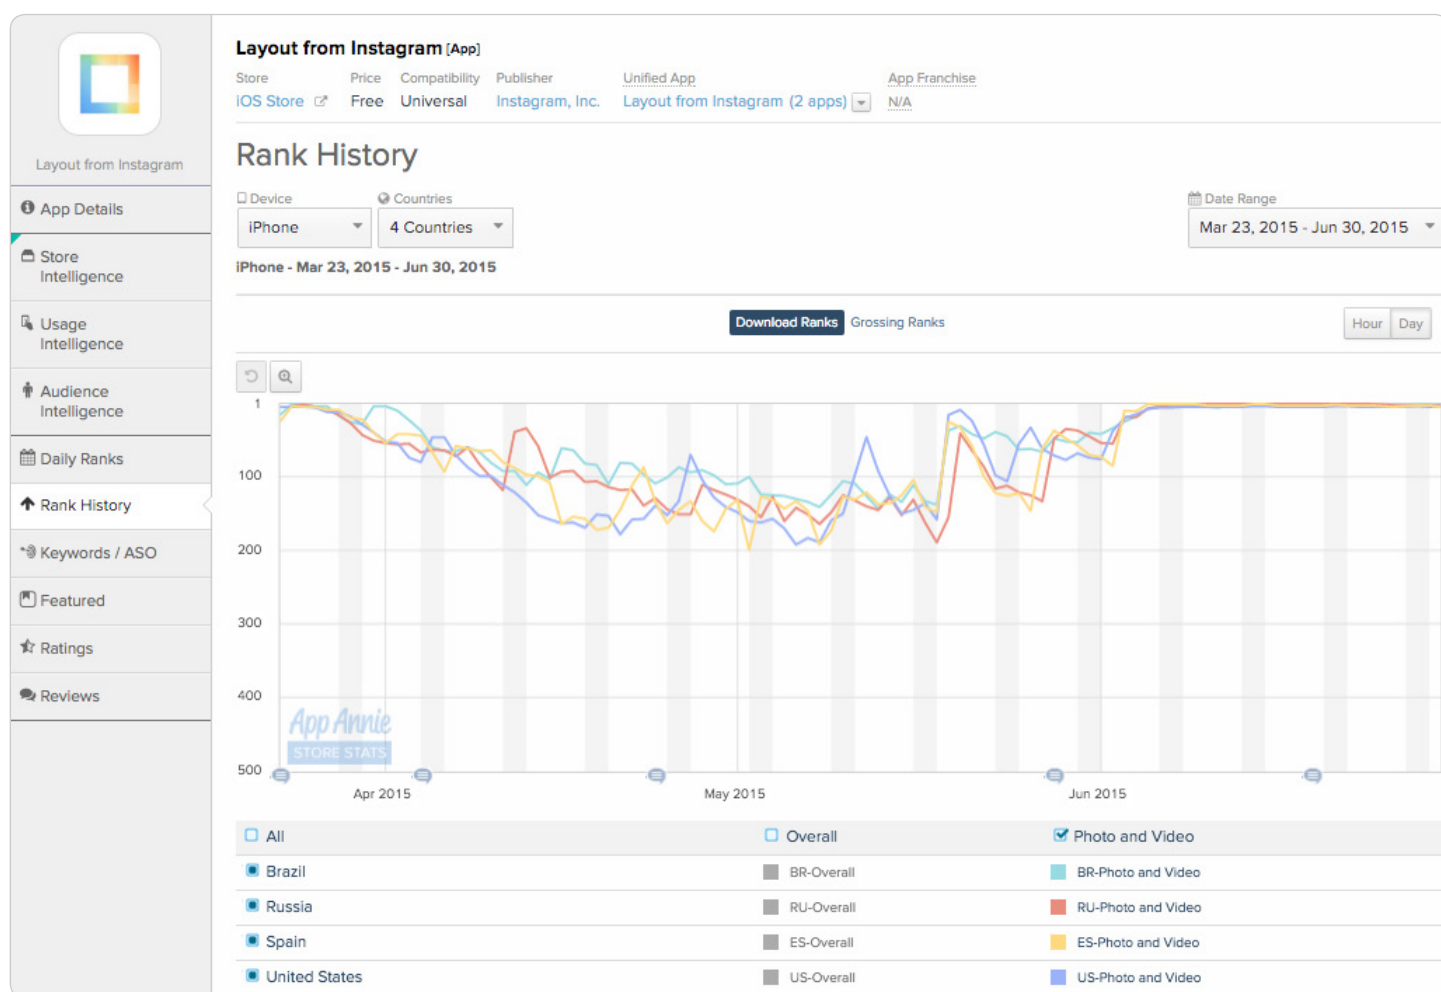 Layout from Instagram [App]
Store Price Compatibility Publisher Unified App App Franchise
iOS Store Free Universal Instagram, Inc. Layout from Instagram (2 apps) N/A
Layout from Instagram
App Details
Store
Intelligence
Usage
Intelligence
Audience
Intelligence
Daily Ranks
Rank History
Keywords / ASO
Featured
Ratings
Reviews
Rank History
Device Countries Date Range
iPhone 4 Countries Mar 23, 2015 - Jun 30, 2015
iPhone - Mar 23, 2015 - Jun 30, 2015
Download Ranks Grossing Ranks Hour Day
1
100
200
300
400
500
App Annie
STORE STATS
Apr 2015 May 2015 Jun 2015
All Overall Photo and Video
Brazil BR-Overall BR-Photo and Video
Russia RU-Overall RU-Photo and Video
Spain ES-Overall ES-Photo and Video
United States US-Overall US-Photo and Video